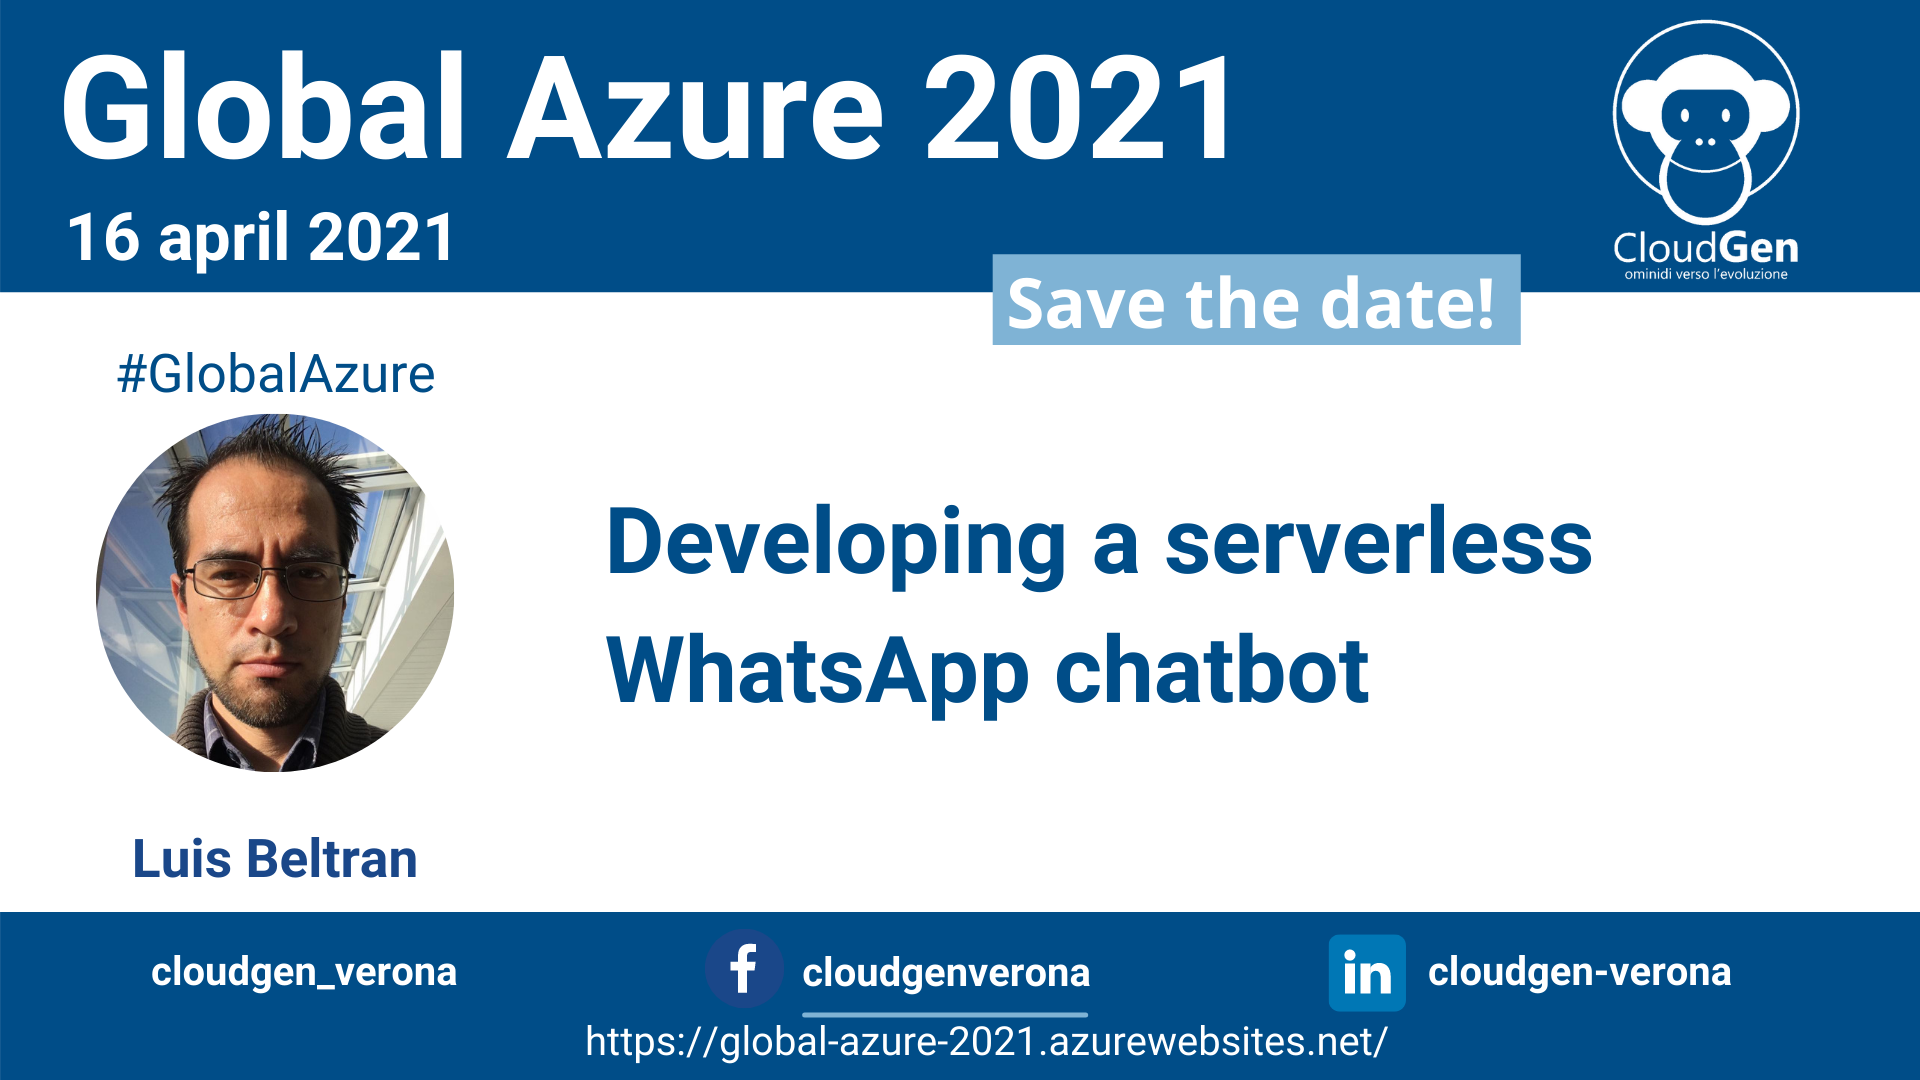 Global Azure 2021
16 april 2021
CloudGen
ominidi verso l'evoluzione
Save the date!
#GlobalAzure
Developing a serverless
WhatsApp chatbot
Luis Beltran
cloudgen_verona
f cloudgenverona
in cloudgen-verona
https://global-azure-2021.azurewebsites.net/